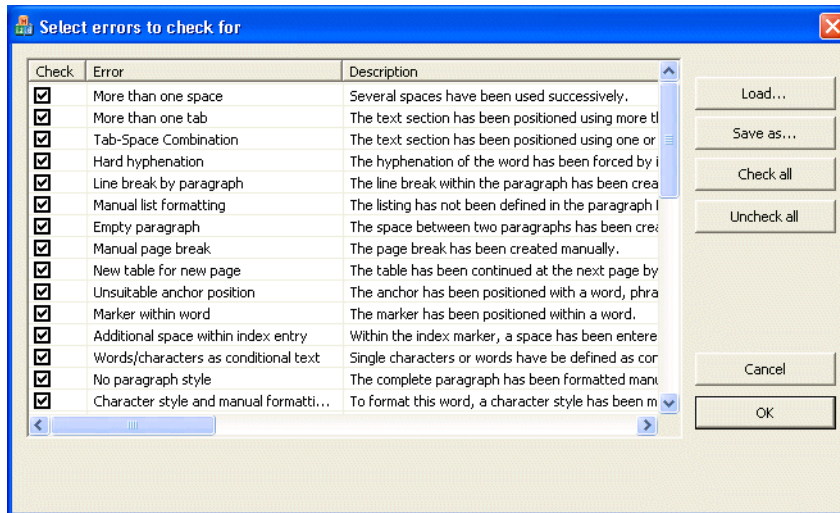 Select errors to check for
Check Error Description
More than one space Several spaces have been used successively.
More than one tab The text section has been positioned using more
Tab-Space Combination The text section has been positioned using one or
Hard hyphenation The hyphenation of the word has been forced by
Line break by paragraph The line break within the paragraph has been crea
Manual list formatting The listing has not been defined in the paragraph
Empty paragraph The space between two paragraphs has been crea
Manual page break The page break has been created manually.
New table for new page The table has been continued at the next page by
Unsuitable anchor position The anchor has been positioned with a word, phra
Marker within word The marker has been positioned within a word.
Additional space within index entry Within the index marker, a space has been entere
Words/characters as conditional text Single characters or words have be defined as con
No paragraph style The complete paragraph has been formatted manu
Character style and manual formatti... To format this word, a character style has been m
Load...
Save as...
Check all
Uncheck all
Cancel
OK